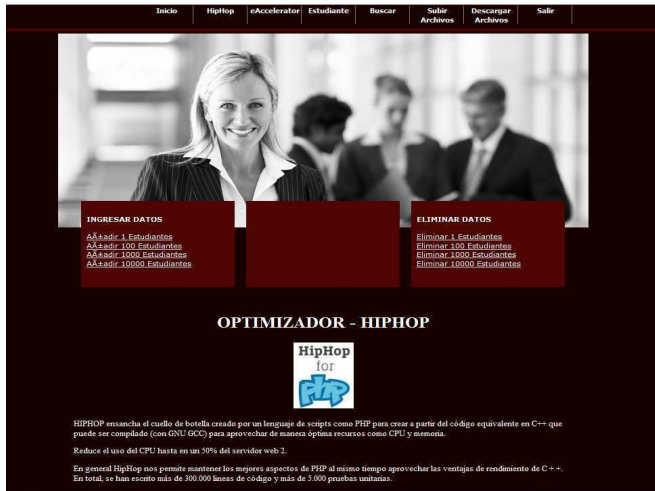 Inicio
HipHop
eAccelerator
Estudiante
Buscar
Subir
Archivos
Descargar
Archivos
Salir
INGRESAR DATOS
AÃ±adir 1 Estudiantes
AÃ±adir 100 Estudiantes
AÃ±adir 1000 Estudiantes
AÃ±adir 10000 Estudiantes
ELIMINAR DATOS
Eliminar 1 Estudiantes
Eliminar 100 Estudiantes
Eliminar 1000 Estudiantes
Eliminar 10000 Estudiantes
OPTIMIZADOR - HIPHOP
HipHop
for
php
HIPHOP ensancha el cuello de botella creado por un lenguaje de scripts como PHP para crear a partir del código equivalente en C++ que
puede ser compilado (con GNU GCC) para aprovechar de manera óptima recursos como CPU y memoria.
Reduce el uso del CPU hasta en un 50% del servidor web 2.
En general HipHop nos permite mantener los mejores aspectos de PHP al mismo tiempo aprovechar las ventajas de rendimiento de C++.
En total, se han escrito más de 300.000 líneas de código y más de 5.000 pruebas unitarias.